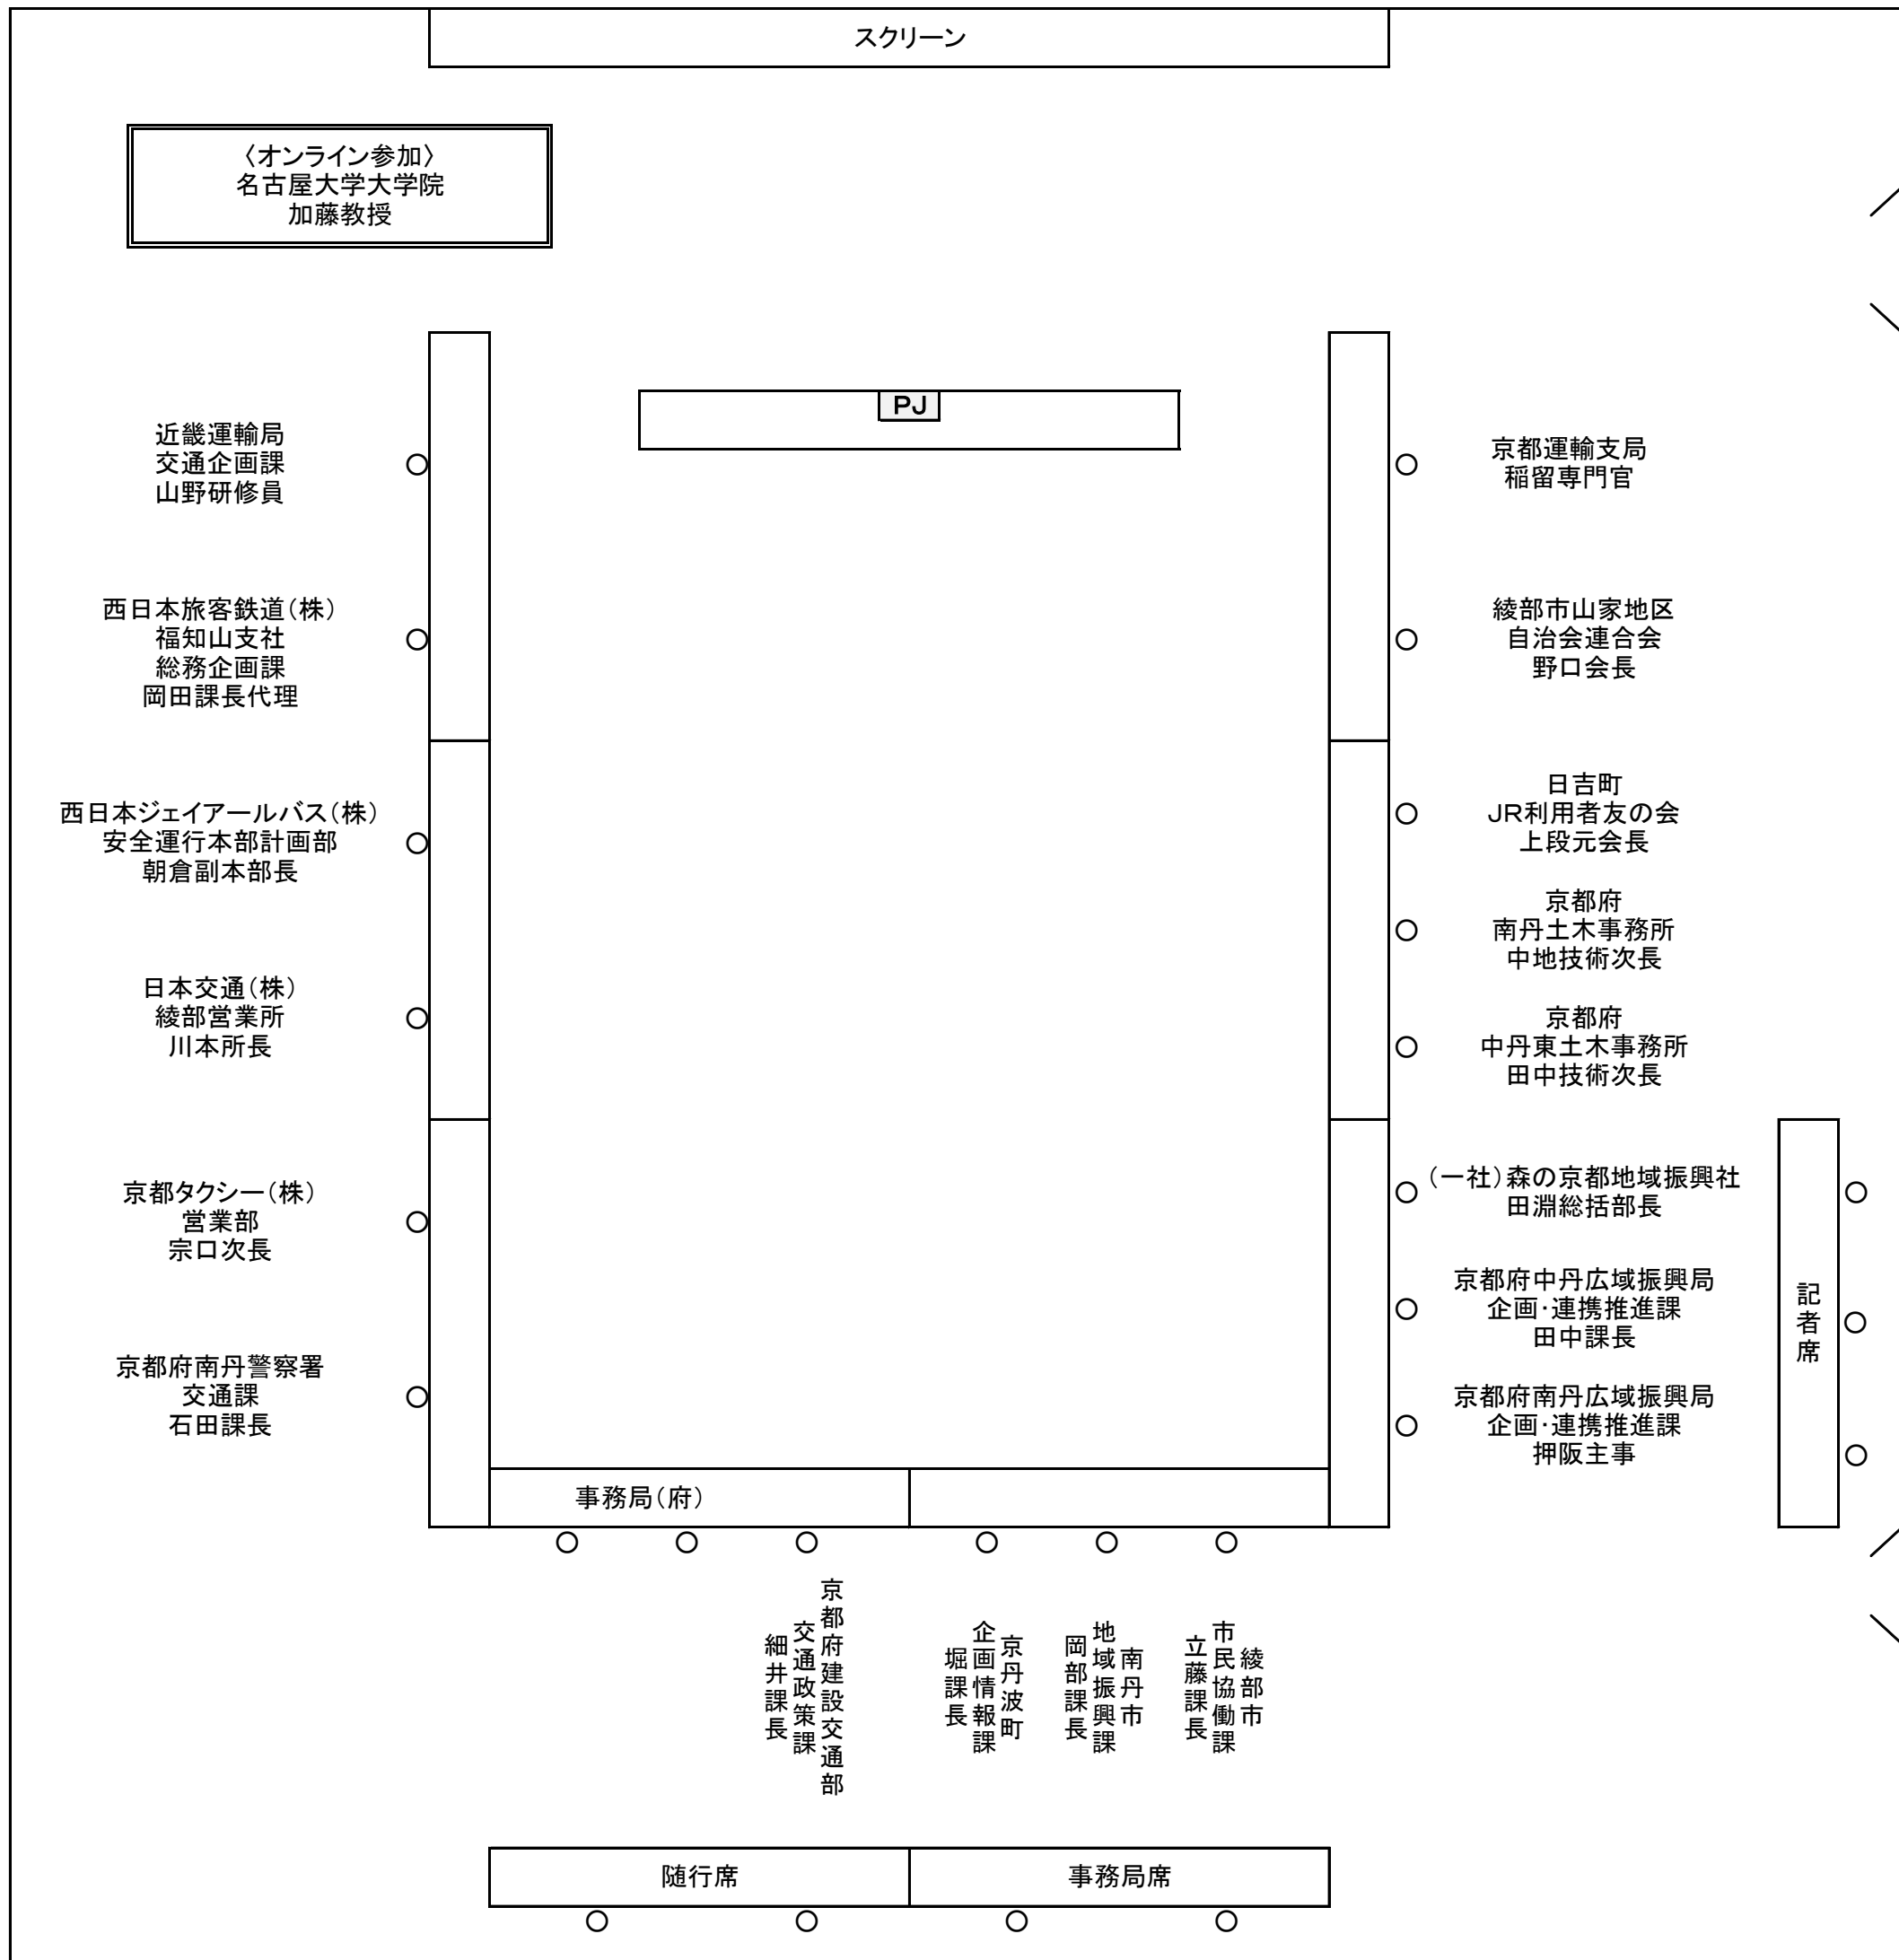 スクリーン
〈オンライン参加〉
名古屋大学大学院
加藤教授
PJ
近畿運輸局
交通企画課
山野研修員
西日本旅客鉄道(株)
福知山支社
総務企画課
岡田課長代理
西日本ジェイアールバス(株)
安全運行本部計画部
朝倉副本部長
日本交通(株)
綾部営業所
川本所長
京都タクシー(株)
営業部
宗口次長
京都府南丹警察署
交通課
石田課長
京都運輸支局
稲留専門官
綾部市山家地区
自治会連合会
野口会長
日吉町
JR利用者友の会
上段元会長
京都府
南丹土木事務所
中地技術次長
京都府
中丹東土木事務所
田中技術次長
(一社)森の京都地域振興社
田淵総括部長
京都府中丹広域振興局
企画・連携推進課
田中課長
京都府南丹広域振興局
企画・連携推進課
押阪主事
記者席
事務局(府)
京都府建設交通部
交通政策課
細井課長
京丹波町
企画情報課
堀課長
南丹市
地域振興課
岡部課長
綾部市
市民協働課
立藤課長
随行席
事務局席